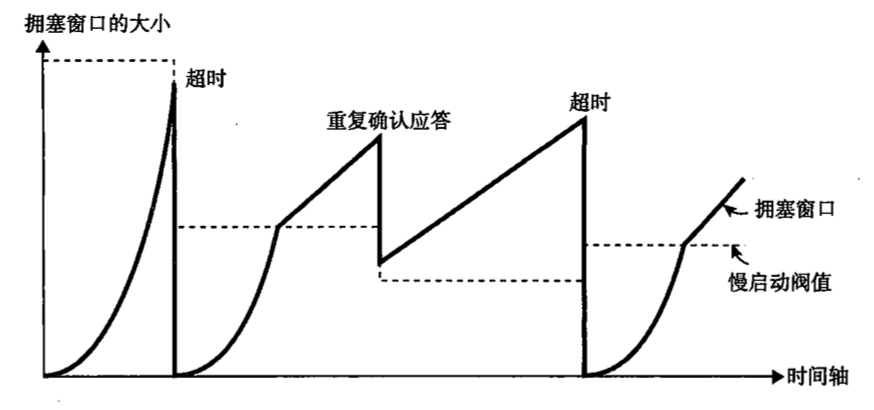 拥塞窗口的大小
超时
重复确认应答
超时
拥塞窗口
慢启动阀值
时间轴